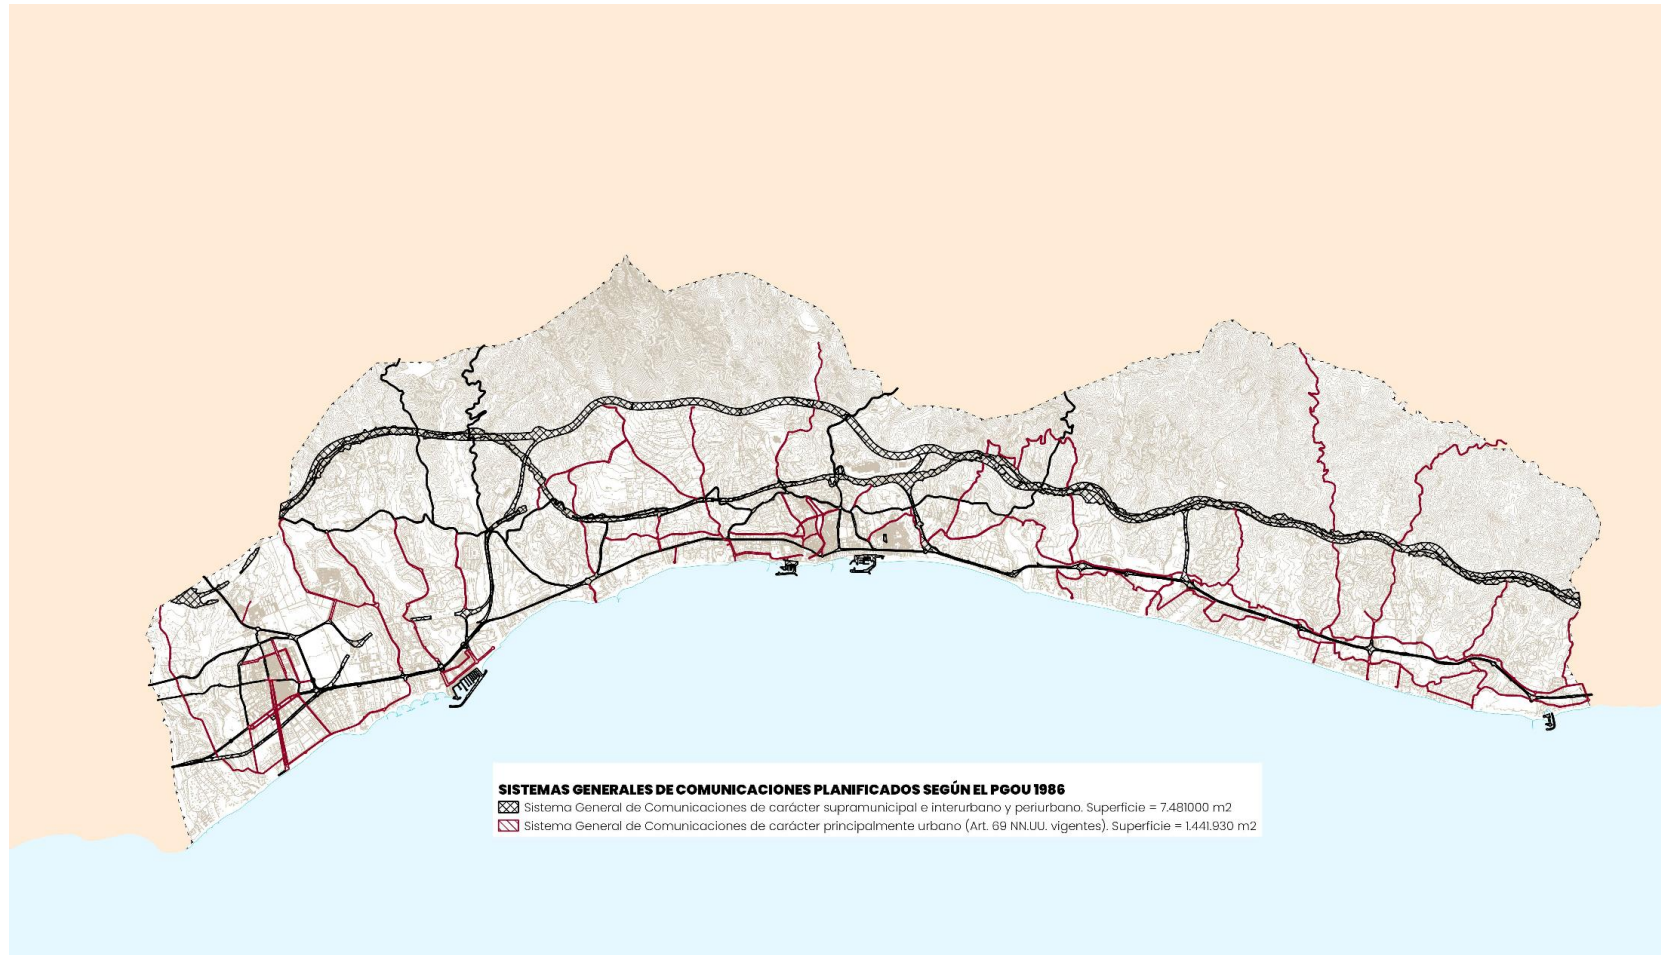 SISTEMAS GENERALES DE COMUNICACIONES PLANIFICADOS SEGÚN EL PGOU 1986
Sistema General de Comunicaciones de carácter supramunicipal e interurbano y periurbano. Superficie = 7.481000 m2
Sistema General de Comunicaciones de carácter principalmente urbano (Art. 69 NN.UU. vigentes). Superficie = 1.441.930 m2